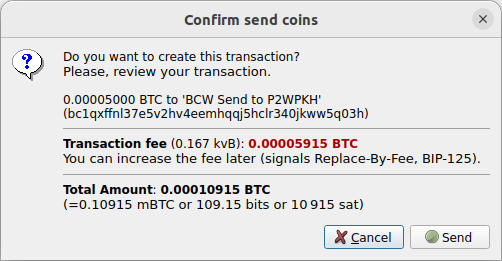 Confirm send coins
Do you want to create this transaction?
Please, review your transaction.
0.00005000 BTC to 'BCW Send to P2WPKH'
(bc1qxffnl37e5v2hv4eemhqqj5hclr340jkww5q03h)
Transaction fee (0.167 kvB): 0.00005915 BTC
You can increase the fee later (signals Replace-By-Fee, BIP-125).
Total Amount: 0.00010915 BTC
(=0.10915 mBTC or 109.15 bits or 10 915 sat)
Cancel
Send